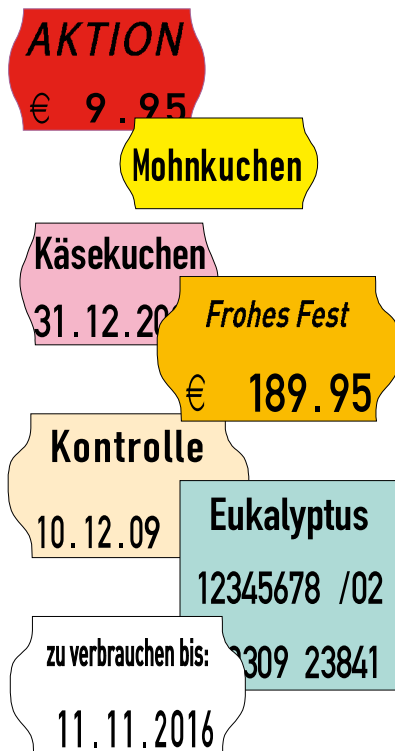 AKTION
€ 9.95
Mohnkuchen
Käsekuchen
31.12.20
Frohes Fest
€ 189.95
Kontrolle
10.12.09
Eukalyptus
12345678 /02
309 23841
zu verbrauchen bis:
11.11.2016